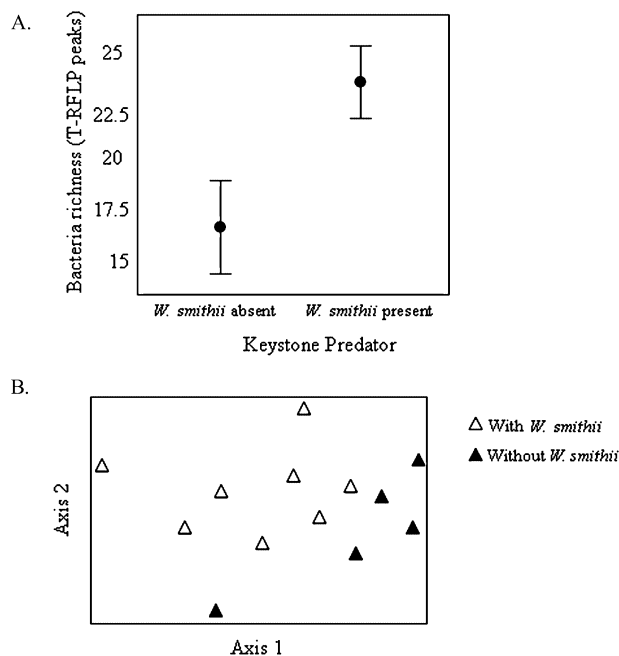 A.
Bacteria richness (T-RFLP peaks)
25
22.5
20
17.5
15
W. smithii absent
W. smithii present
Keystone Predator
B.
Axis 2
Axis 1
With W. smithii
Without W. smithii